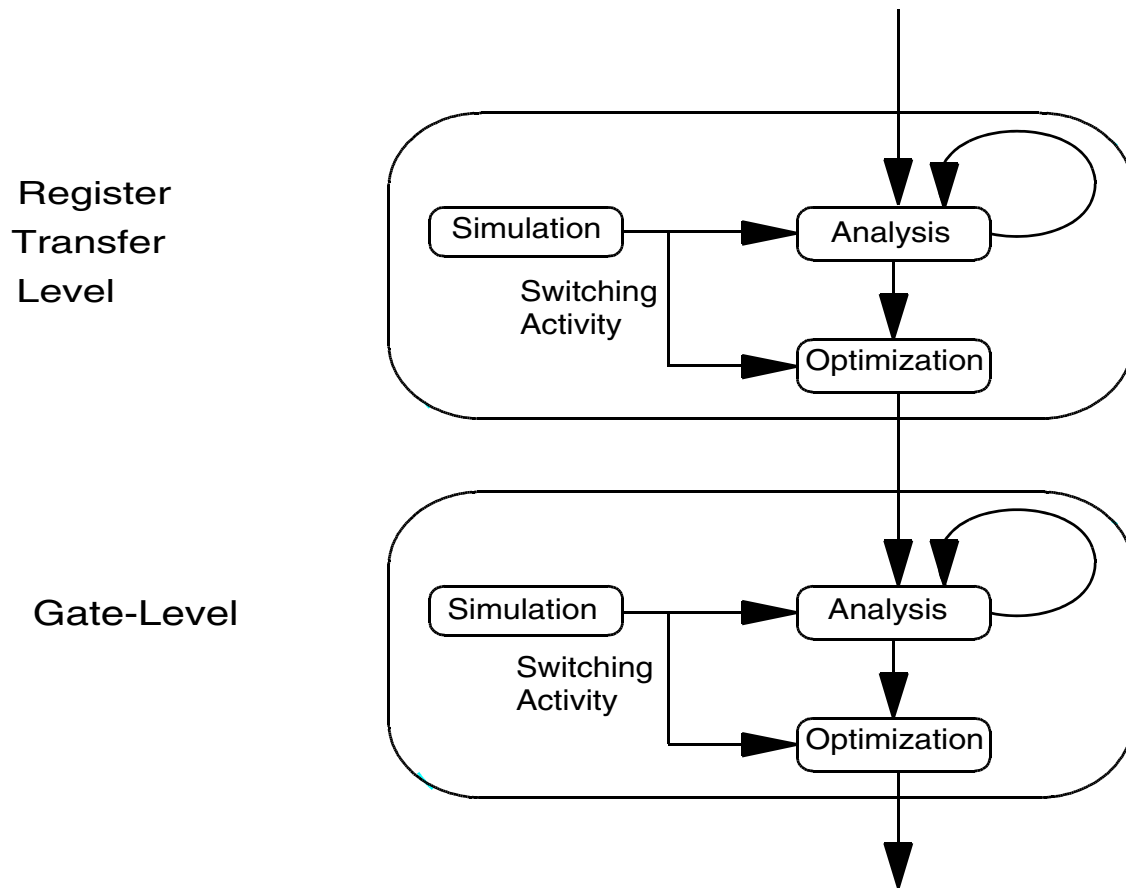 Register
Transfer
Level
Simulation
Analysis
Switching
Activity
Optimization
Gate-Level
Simulation
Analysis
Switching
Activity
Optimization